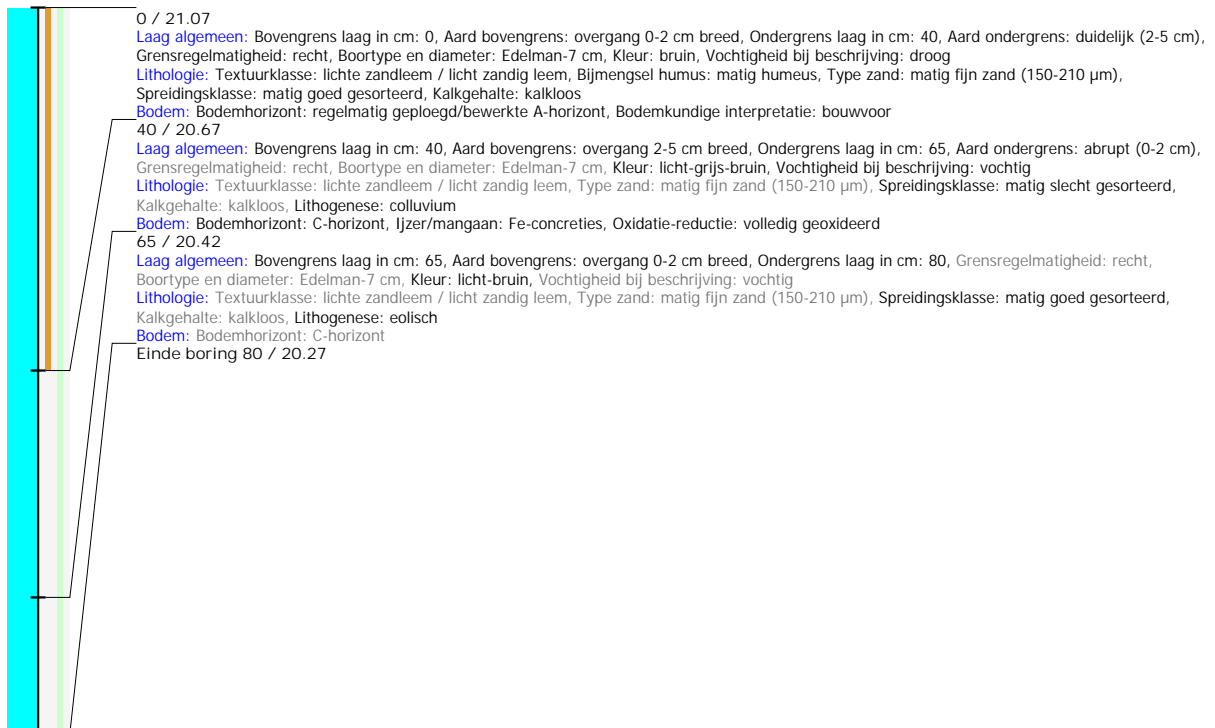 0 / 21.07
Laag algemeen: Bovengrens laag in cm: 0, Aard bovengrens: overgang 0-2 cm breed, Ondergrens laag in cm: 40, Aard ondergrens: duidelijk (2-5 cm),
Grensregelmatigheid: recht, Boortype en diameter: Edelman-7 cm, Kleur: bruin, Vochtigheid bij beschrijving: droog
Lithologie: Textuurklasse: lichte zandleem / licht zandig leem, Bijmengsel humus: matig humeus, Type zand: matig fijn zand (150-210 µm),
Spreidingsklasse: matig goed gesorteerd, Kalkgehalte: kalkloos
Bodem: Bodemhorizont: regelmatig geploegd/bewerkte A-horizont, Bodemkundige interpretatie: bouwvoor
40 / 20.67
Laag algemeen: Bovengrens laag in cm: 40, Aard bovengrens: overgang 2-5 cm breed, Ondergrens laag in cm: 65, Aard ondergrens: abrupt (0-2 cm),
Grensregelmatigheid: recht, Boortype en diameter: Edelman-7 cm, Kleur: licht-grijs-bruin, Vochtigheid bij beschrijving: vochtig
Lithologie: Textuurklasse: lichte zandleem / licht zandig leem, Type zand: matig fijn zand (150-210 µm), Spreidingsklasse: matig slecht gesorteerd,
Kalkgehalte: kalkloos, Lithogenese: colluvium
Bodem: Bodemhorizont: C-horizont, Ijzer/mangaan: Fe-concreties, Oxidatie-reductie: volledig geoxideerd
65 / 20.42
Laag algemeen: Bovengrens laag in cm: 65, Aard bovengrens: overgang 0-2 cm breed, Ondergrens laag in cm: 80, Grensregelmatigheid: recht,
Boortype en diameter: Edelman-7 cm, Kleur: licht-bruin, Vochtigheid bij beschrijving: vochtig
Lithologie: Textuurklasse: lichte zandleem / licht zandig leem, Type zand: matig fijn zand (150-210 µm), Spreidingsklasse: matig goed gesorteerd,
Kalkgehalte: kalkloos, Lithogenese: eolisch
Bodem: Bodemhorizont: C-horizont
Einde boring 80 / 20.27